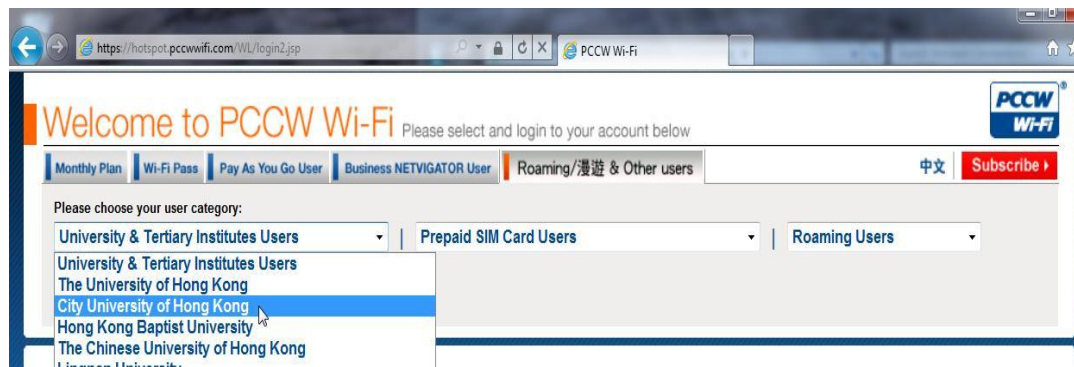 https://hotspot.pccwwifi.com/WL/login2.jsp
PCCW Wi-Fi
Welcome to PCCW Wi-Fi Please select and login to your account below
PCCW
Wi-Fi
Monthly Plan Wi-Fi Pass Pay As You Go User Business NETVIGATOR User Roaming/漫遊 & Other users 中文 Subscribe
Please choose your user category:
University & Tertiary Institutes Users | Prepaid SIM Card Users | Roaming Users
University & Tertiary Institutes Users
The University of Hong Kong
City University of Hong Kong
Hong Kong Baptist University
The Chinese University of Hong Kong
Lingnan University